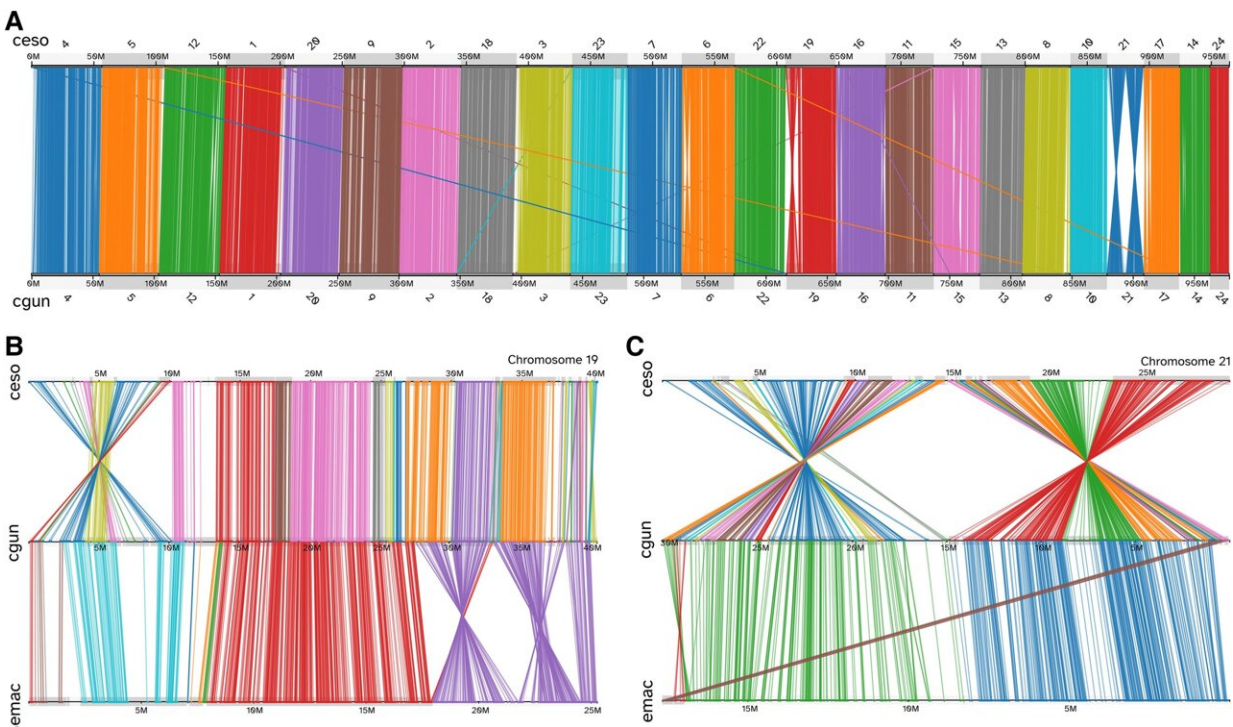 A
ceso
4 5 12 1 20 9 2 18 3 23 7 6 22 19 16 11 15 13 8 10 21 17 14 24
0M 50M 100M 150M 200M 250M 300M 350M 400M 450M 500M 550M 600M 650M 700M 750M 800M 850M 900M 950M
0M 50M 100M 150M 200M 250M 300M 350M 400M 450M 500M 550M 600M 650M 700M 750M 800M 850M 900M 950M
4 5 12 1 20 9 2 18 3 23 7 6 22 19 16 11 15 13 8 10 21 17 14 24
cgun
B
Chromosome 19
ceso
5M 10M 15M 20M 25M 30M 35M 40M
cgun
5M 10M 15M 20M 25M 30M 35M 40M
emac
5M 10M 15M 20M 25M
C
Chromosome 21
ceso
5M 10M 15M 20M 25M
cgun
30M 25M 20M 15M 10M 5M
emac
15M 10M 5M